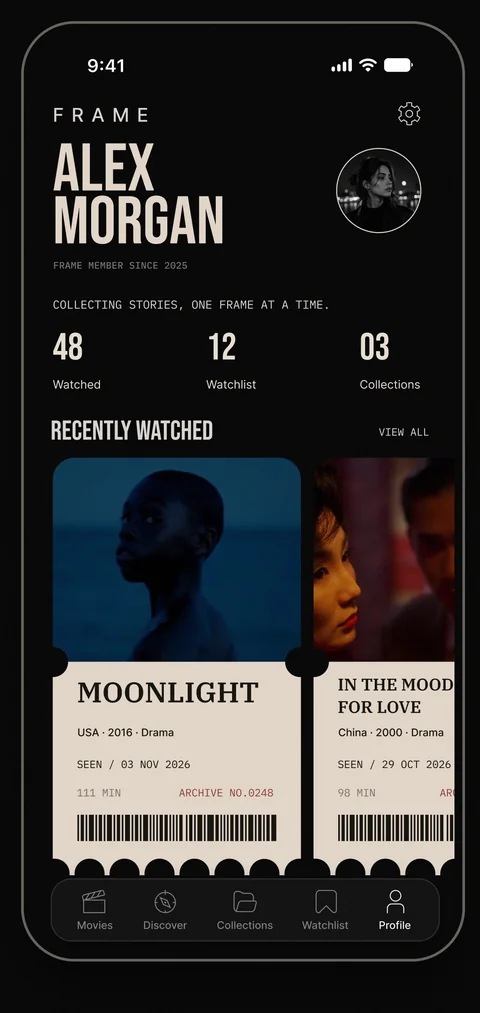 9:41
FRAME
ALEX
MORGAN
FRAME MEMBER SINCE 2025
COLLECTING STORIES, ONE FRAME AT A TIME.
48 12 03
Watched Watchlist Collections
RECENTLY WATCHED VIEW ALL
MOONLIGHT
USA · 2016 · Drama
SEEN / 03 NOV 2026
111 MIN ARCHIVE NO.0248
IN THE MOOD
FOR LOVE
China · 2000 · Drama
SEEN / 29 OCT 2026
98 MIN AR
Movies Discover Collections Watchlist Profile